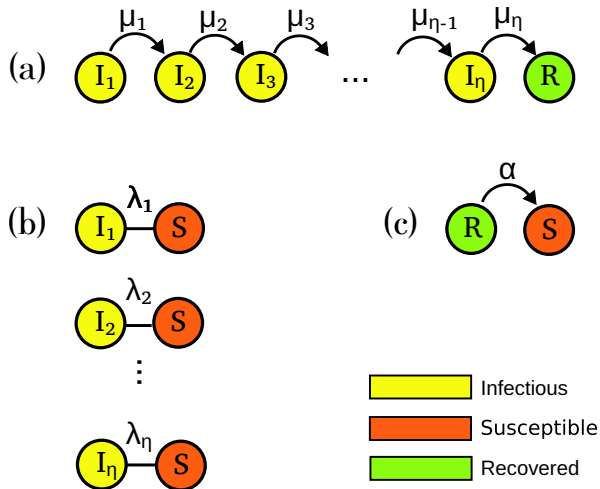 μ₁ μ₂ μ₃ μη-1 μη
(a) I₁ I₂ I₃ ... Iη R
λ₁ α
(b) I₁ S (c) R S
λ₂
I₂ S
⋮
Infectious
Susceptible
λη
Iη S Recovered